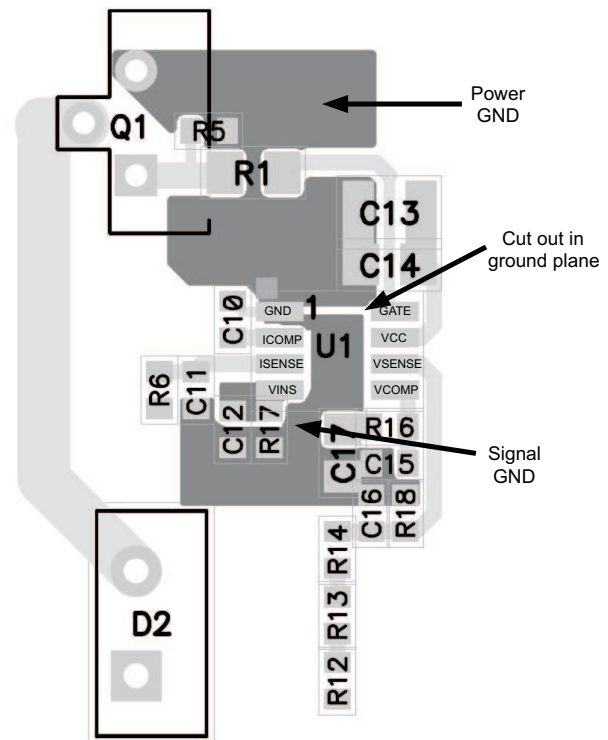 Power
GND
Q1
R5
R1
C13
Cut out in
ground plane
C14
C10
1
GND
GATE
ICOMP
U1
VCC
ISENSE
VSENSE
R6
C11
VINS
VCOMP
C12
R17
C17
R16
C15
Signal
GND
C16
R18
R14
R13
D2
R12